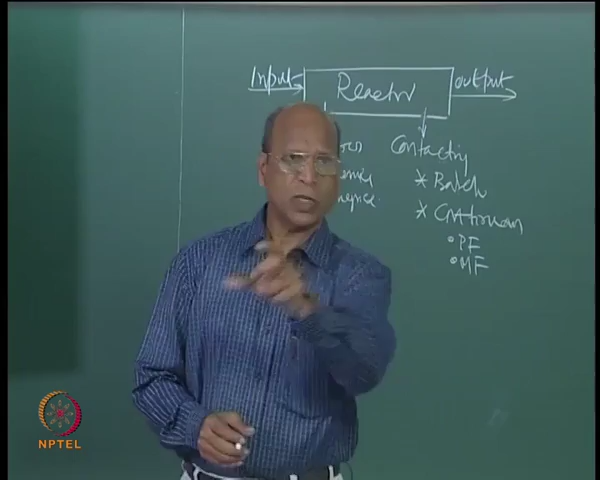 Input Reactor output
Contacting
* Batch
* Continuous
• PF
• MF
NPTEL